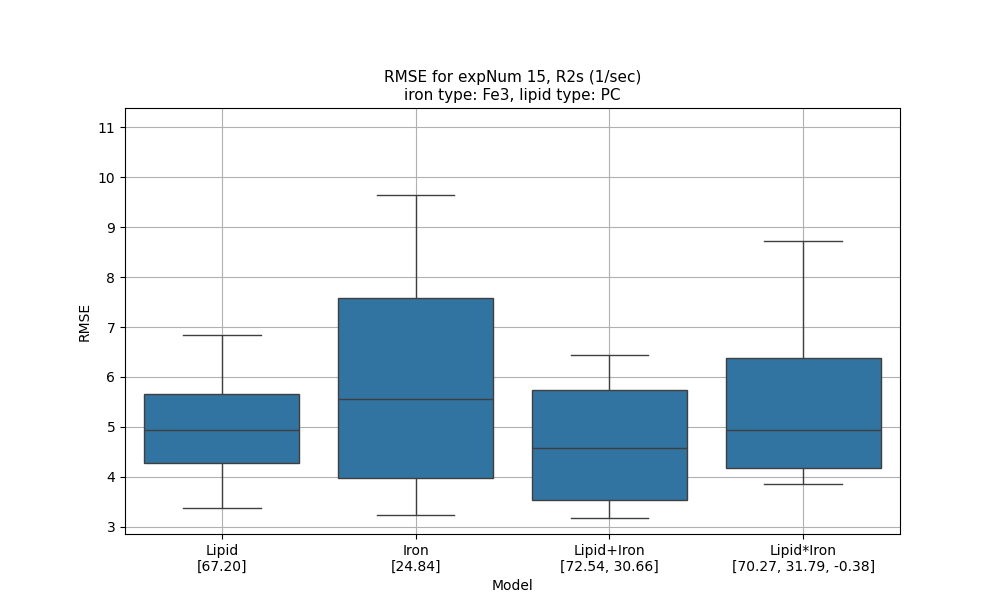 RMSE for expNum 15, R2s (1/sec)
iron type: Fe3, lipid type: PC
11
10
9
8
7
6
5
4
3
RMSE
Lipid
[67.20]
Iron
[24.84]
Lipid+Iron
[72.54, 30.66]
Lipid*Iron
[70.27, 31.79, -0.38]
Model